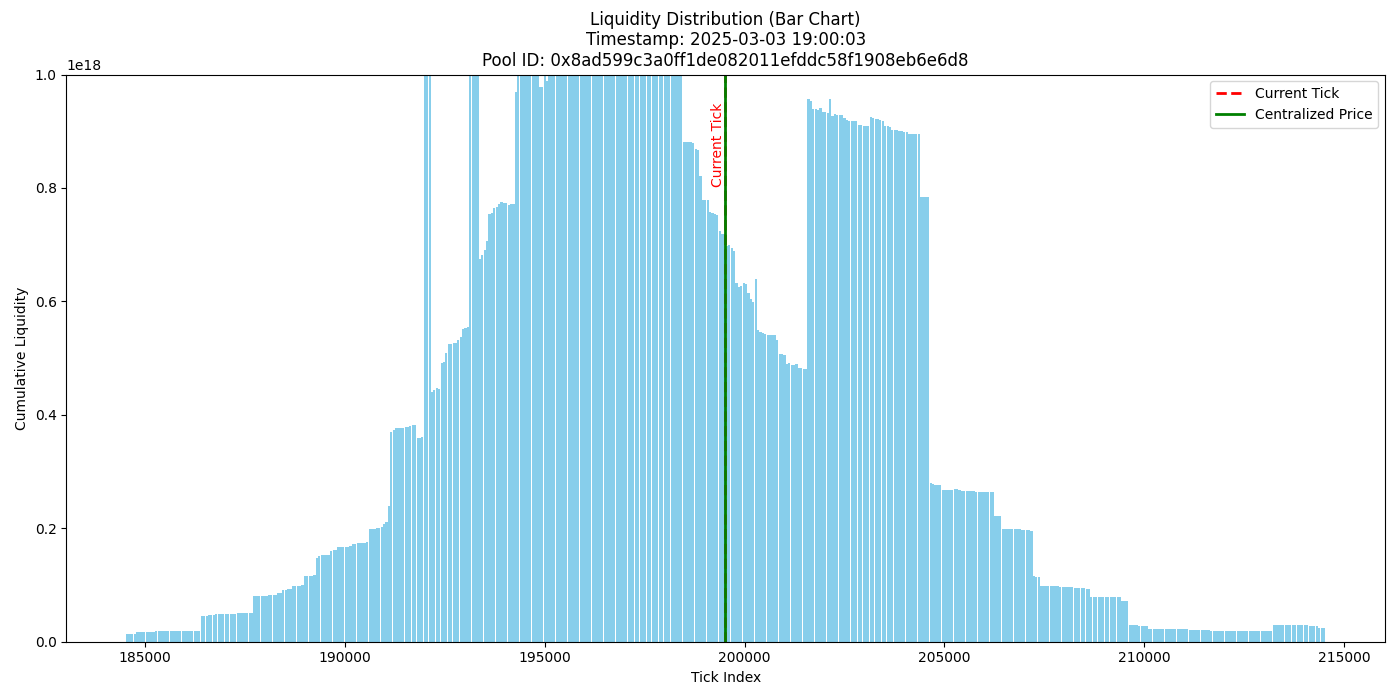 Liquidity Distribution (Bar Chart)
Timestamp: 2025-03-03 19:00:03
Pool ID: 0x8ad599c3a0ff1de082011efddc58f1908eb6e6d8
1e18
1.0
0.8
0.6
0.4
0.2
0.0
Cumulative Liquidity
Current Tick
Current Tick
Centralized Price
185000 190000 195000 200000 205000 210000 215000
Tick Index